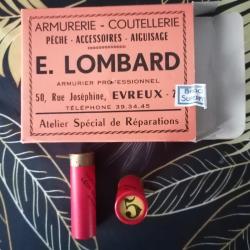 ARMURERIE - COUTELLERIE
PÊCHE - ACCESSOIRES - AIGUISAGE
E. LOMBARD
ARMURIER PROFESSIONNEL
50, Rue Joséphine, EVREUX -
TÉLÉPHONE 39.34.45
Atelier Spécial de Réparations
5